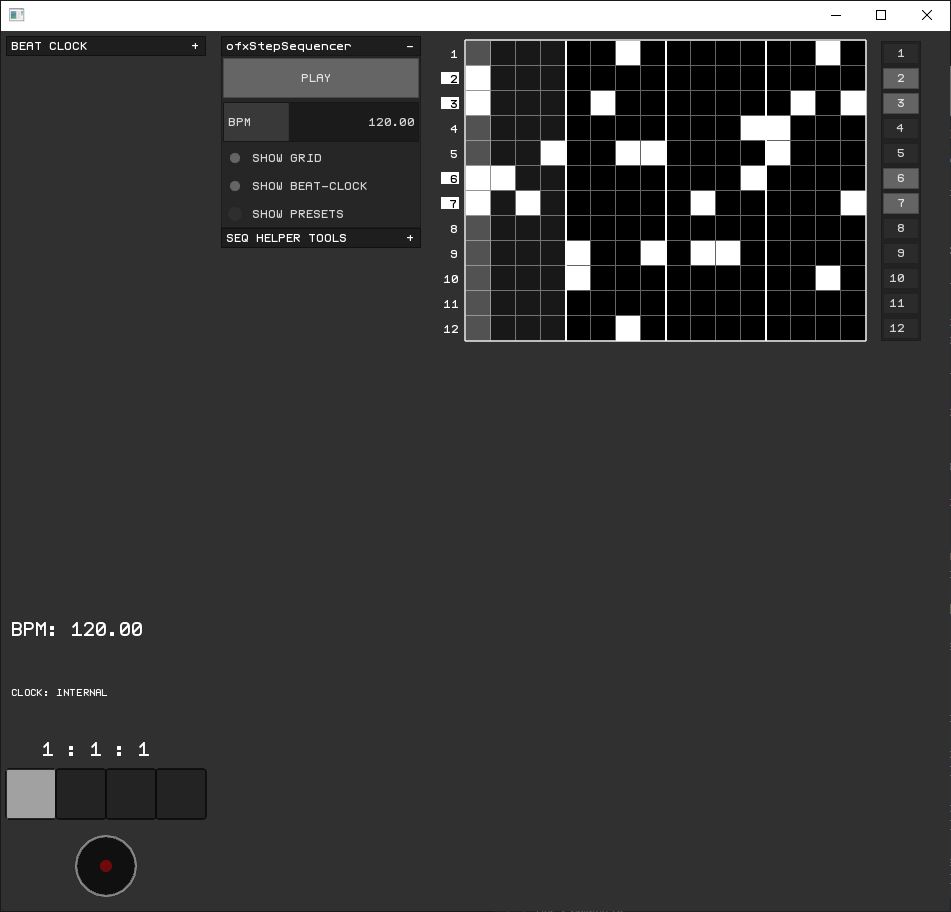 BEAT CLOCK +
ofxStepSequencer –
PLAY
BPM 120.00
SHOW GRID
SHOW BEAT-CLOCK
SHOW PRESETS
SEQ HELPER TOOLS +
1
2
3
4
5
6
7
8
9
10
11
12
1
2
3
4
5
6
7
8
9
10
11
12
BPM: 120.00
CLOCK: INTERNAL
1 : 1 : 1